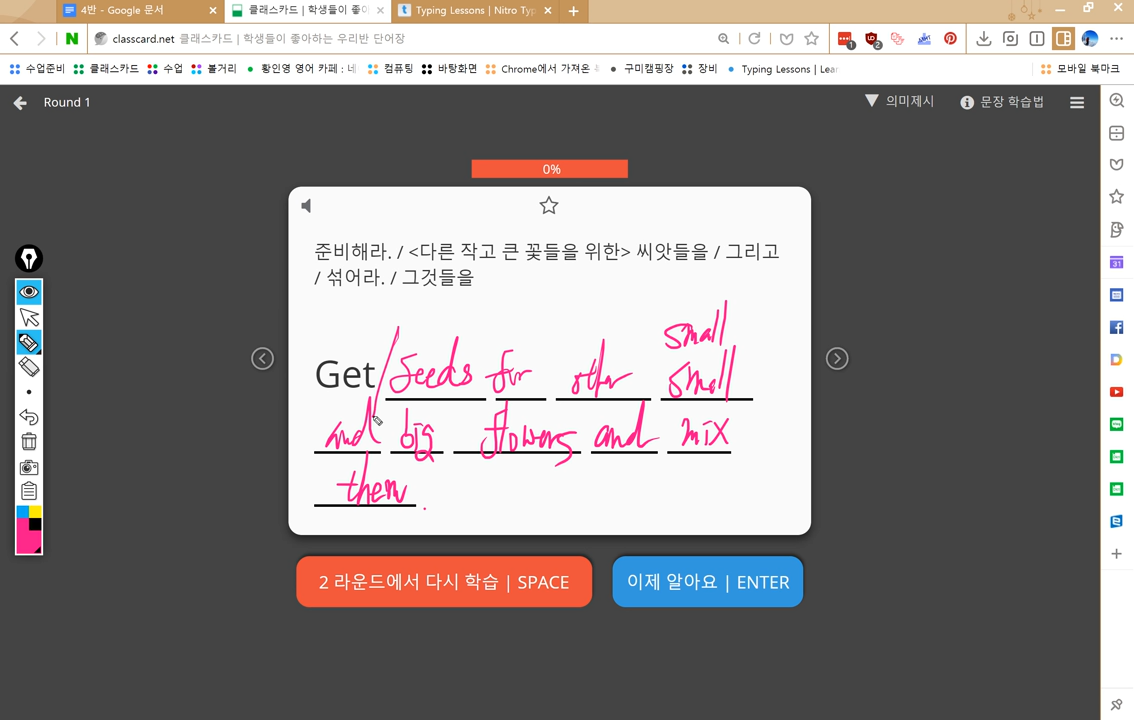 4반 - Google 문서
클래스카드 | 학생들이 좋아
Typing Lessons | Nitro Typ
classcard.net 클래스카드 | 학생들이 좋아하는 우리반 단어장
수업준비 클래스카드 수업 볼거리 황인영 영어 카페 : 네 컴퓨팅 바탕화면 Chrome에서 가져온 구미캠핑장 장비 Typing Lessons | Lear 모바일 북마크
Round 1
의미제시 문장 학습법
0%
준비해라. / <다른 작고 큰 꽃들을 위한> 씨앗들을 / 그리고
/ 섞어라. / 그것들을
small
Get / seeds for other small
and big flowers and mix
them.
2 라운드에서 다시 학습 | SPACE
이제 알아요 | ENTER